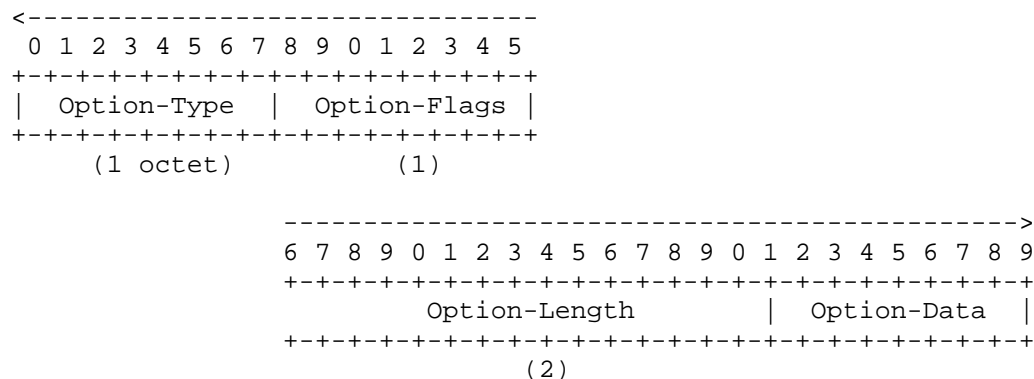 <---------------------------------
 0 1 2 3 4 5 6 7 8 9 0 1 2 3 4 5
+-+-+-+-+-+-+-+-+-+-+-+-+-+-+-+-+
|  Option-Type  |  Option-Flags |
+-+-+-+-+-+-+-+-+-+-+-+-+-+-+-+-+
     (1 octet)          (1)
---------------------------------------------->
6 7 8 9 0 1 2 3 4 5 6 7 8 9 0 1 2 3 4 5 6 7 8 9
+-+-+-+-+-+-+-+-+-+-+-+-+-+-+-+-+-+-+-+-+-+-+-+
         Option-Length        |  Option-Data  |
+-+-+-+-+-+-+-+-+-+-+-+-+-+-+-+-+-+-+-+-+-+-+-+
               (2)